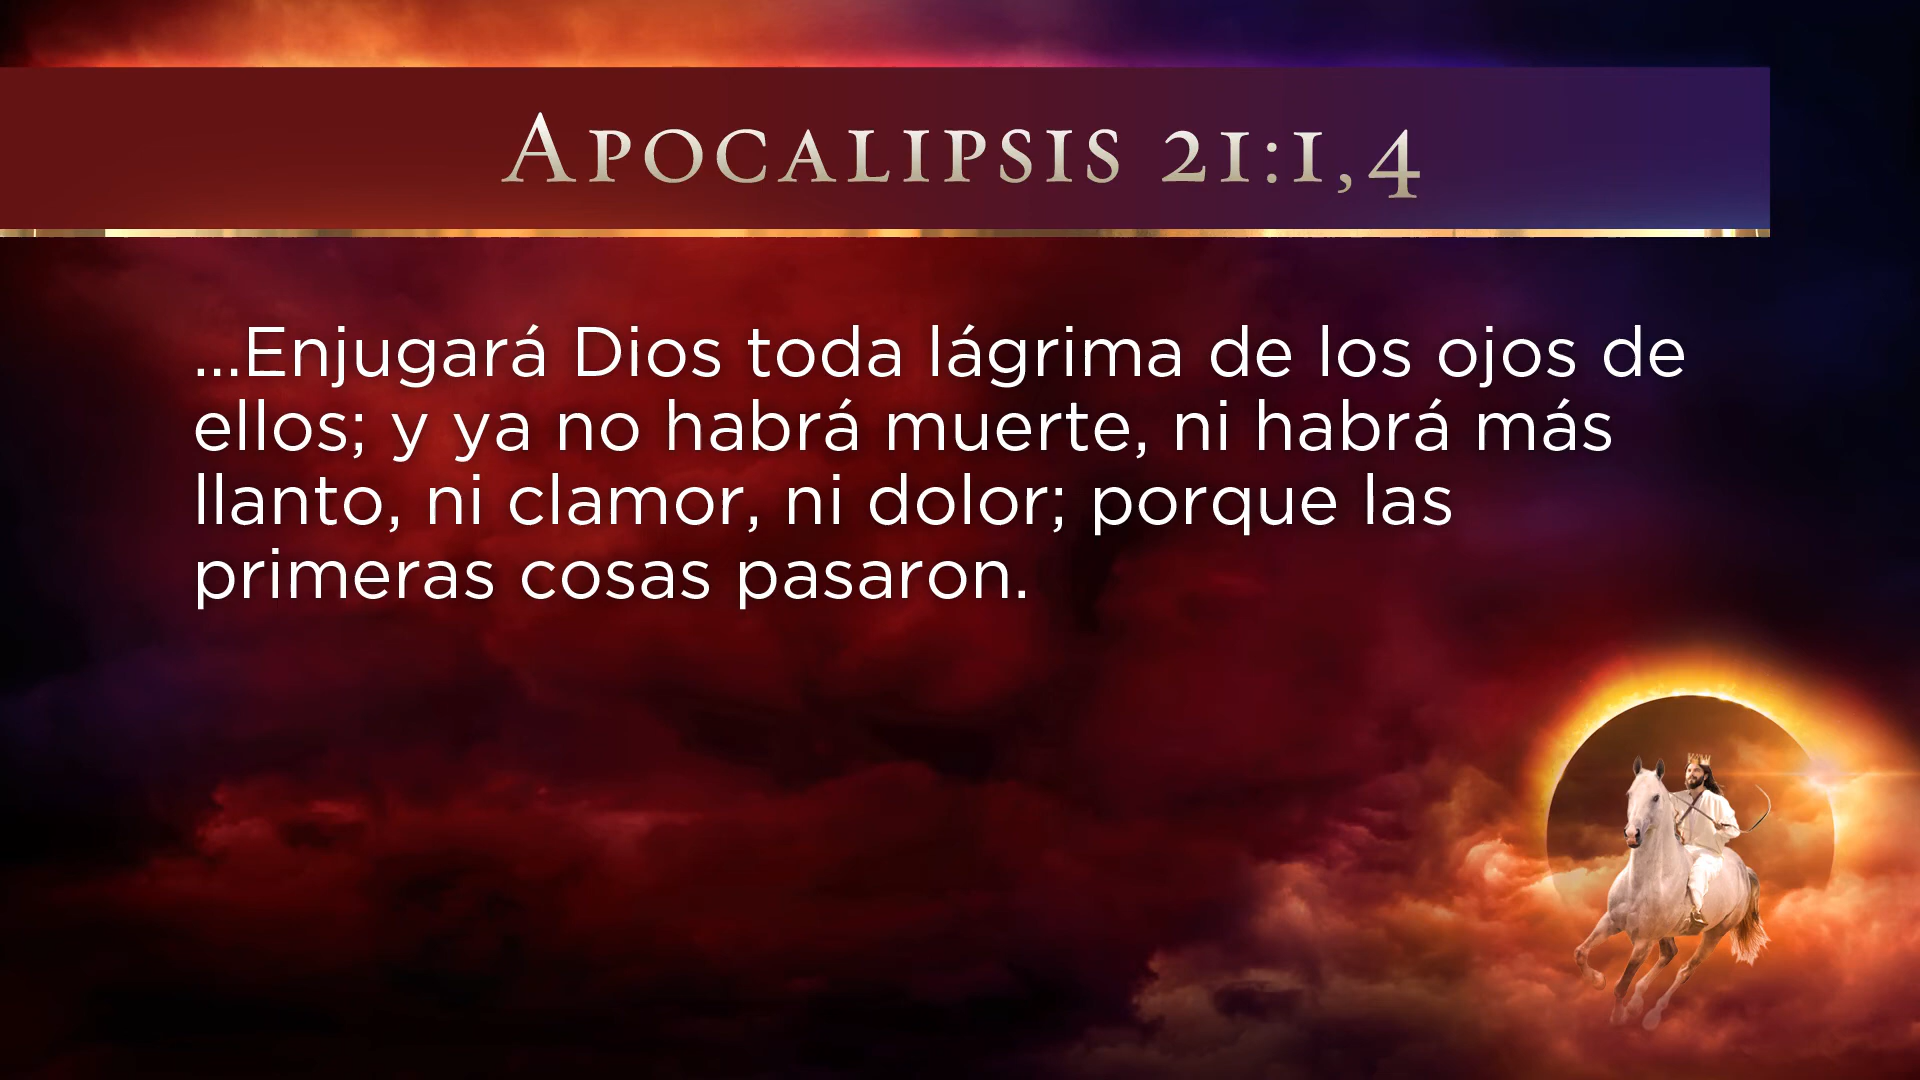 Apocalipsis 21:1,4
...Enjugará Dios toda lágrima de los ojos de
ellos; y ya no habrá muerte, ni habrá más
llanto, ni clamor, ni dolor; porque las
primeras cosas pasaron.